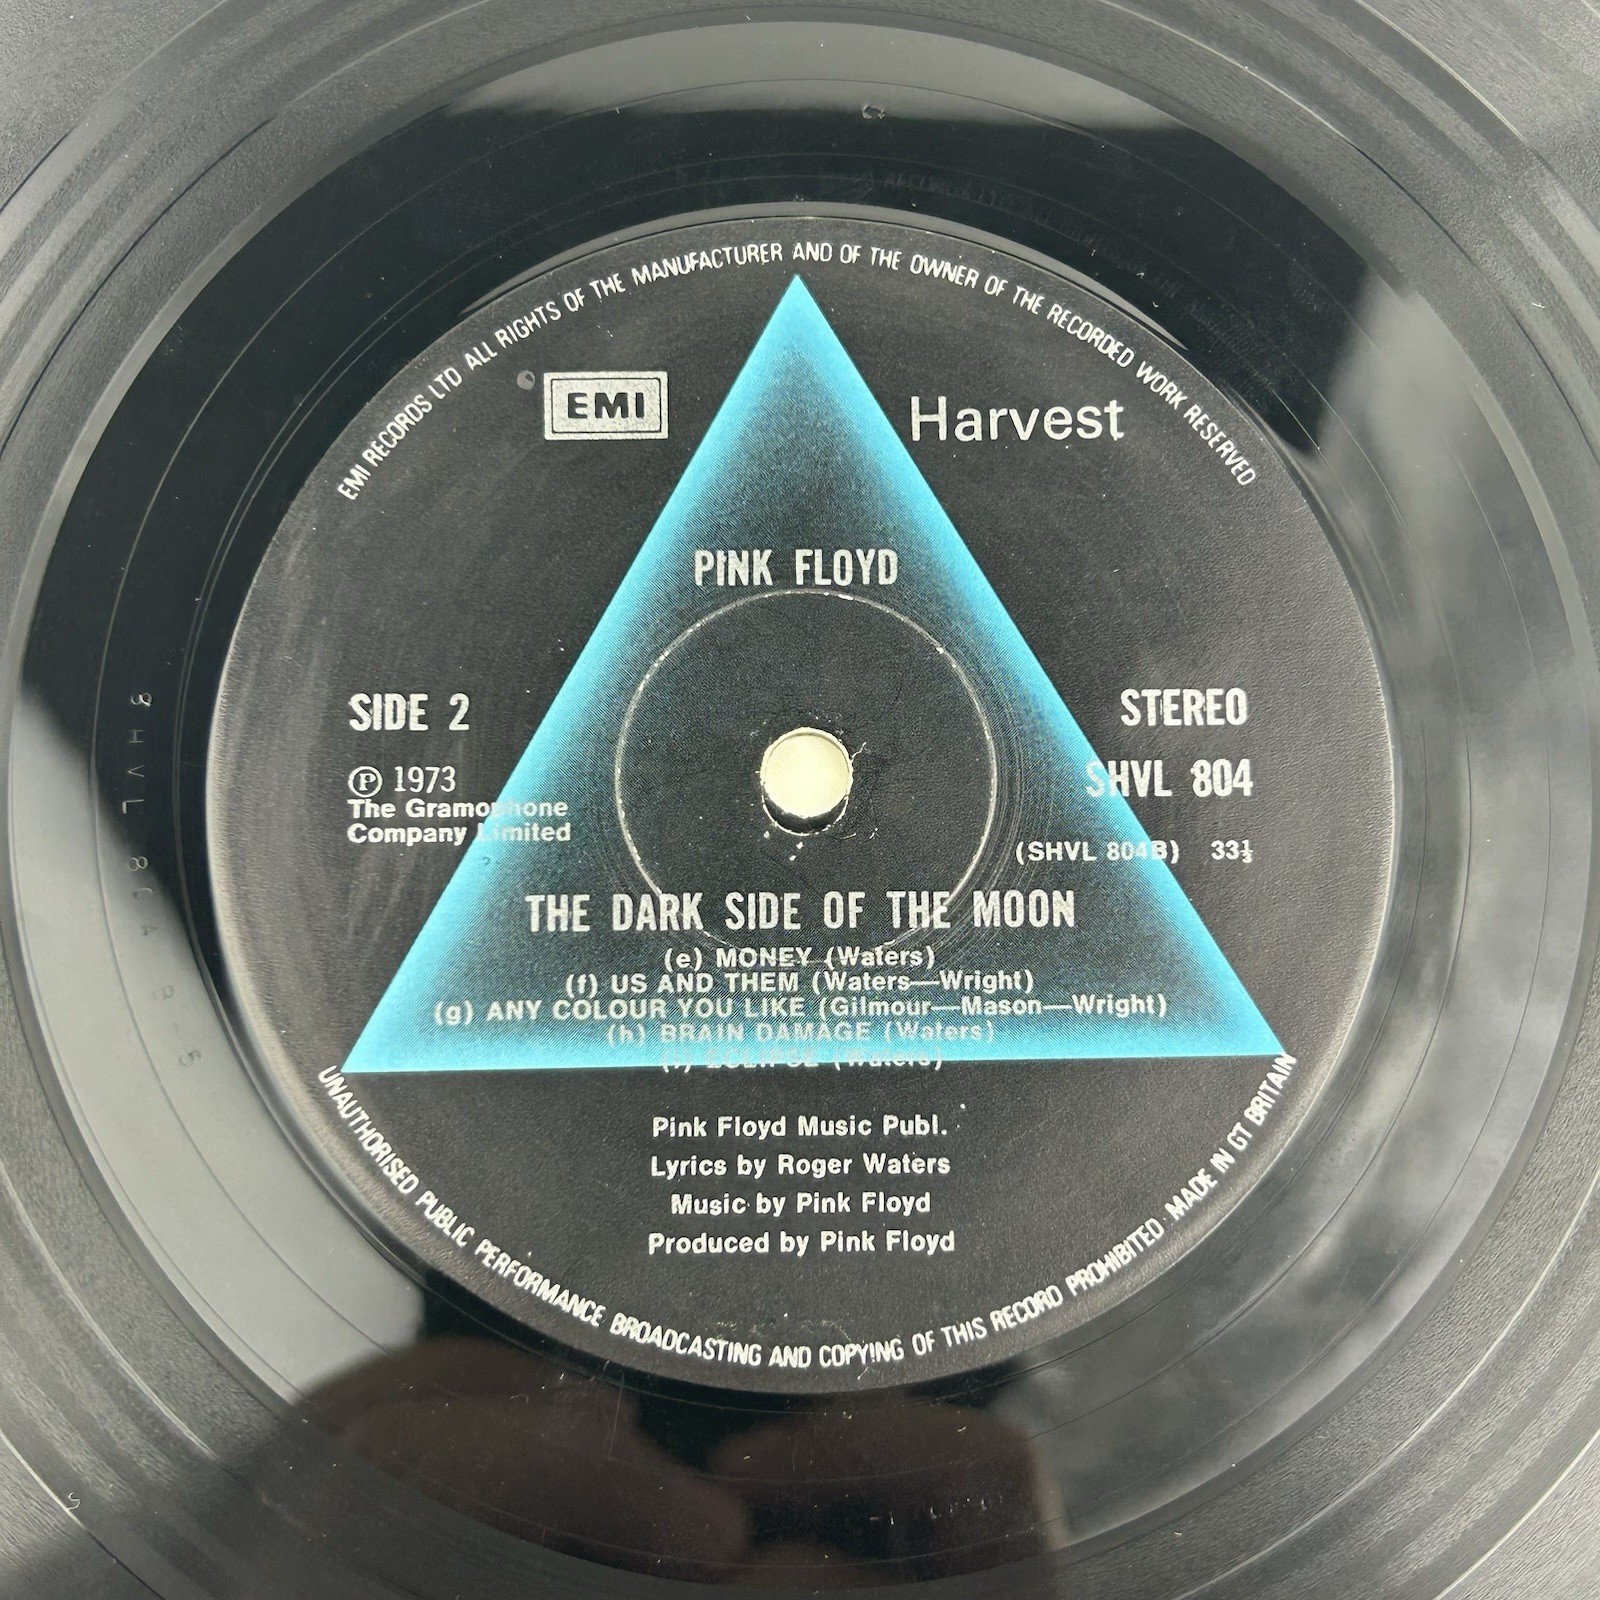 EMI RECORDS LTD ALL RIGHTS OF THE MANUFACTURER AND OF THE OWNER OF THE RECORDED WORK RESERVED
EMI
Harvest
PINK FLOYD
SIDE 2
STEREO
℗ 1973
SHVL 804
The Gramophone
Company Limited
(SHVL 804B) 33⅓
THE DARK SIDE OF THE MOON
(e) MONEY (Waters)
(f) US AND THEM (Waters—Wright)
(g) ANY COLOUR YOU LIKE (Gilmour—Mason—Wright)
(h) BRAIN DAMAGE (Waters)
(i) ECLIPSE (Waters)
Pink Floyd Music Publ.
Lyrics by Roger Waters
Music by Pink Floyd
Produced by Pink Floyd
UNAUTHORISED PUBLIC PERFORMANCE BROADCASTING AND COPYING OF THIS RECORD PROHIBITED MADE IN GT BRITAIN